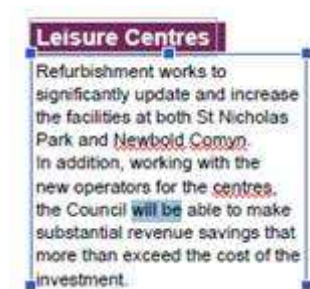 Leisure Centres
Refurbishment works to
significantly update and increase
the facilities at both St Nicholas
Park and Newbold Comyn.
In addition, working with the
new operators for the centres,
the Council will be able to make
substantial revenue savings that
more than exceed the cost of the
investment.